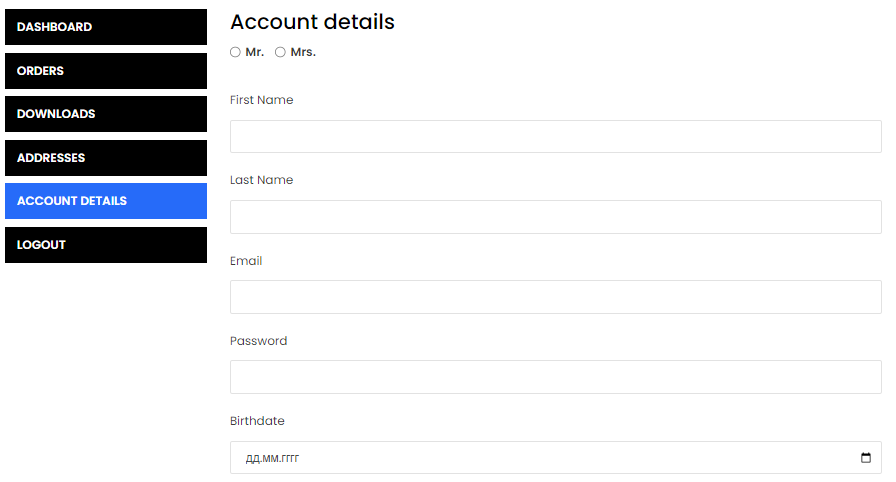 DASHBOARD
ORDERS
DOWNLOADS
ADDRESSES
ACCOUNT DETAILS
LOGOUT
Account details
Mr. Mrs.
First Name
Last Name
Email
Password
Birthdate
дд.мм.гггг